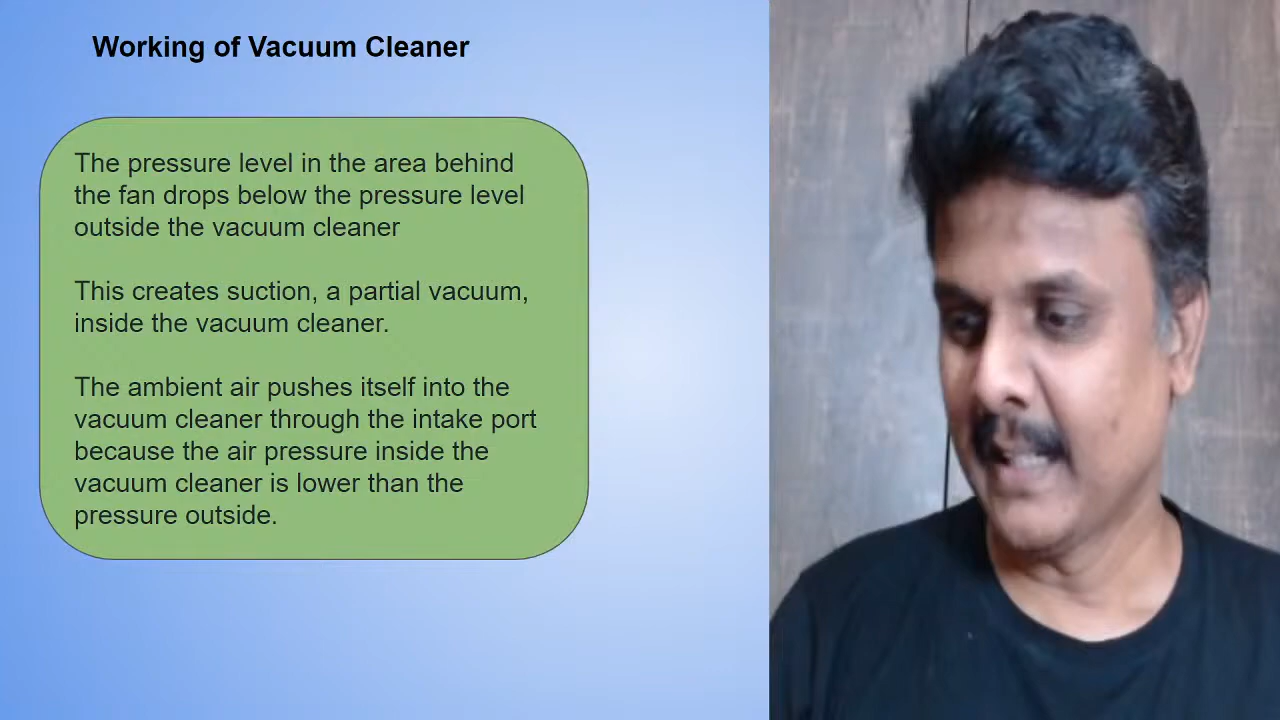 Working of Vacuum Cleaner
The pressure level in the area behind
the fan drops below the pressure level
outside the vacuum cleaner
This creates suction, a partial vacuum,
inside the vacuum cleaner.
The ambient air pushes itself into the
vacuum cleaner through the intake port
because the air pressure inside the
vacuum cleaner is lower than the
pressure outside.